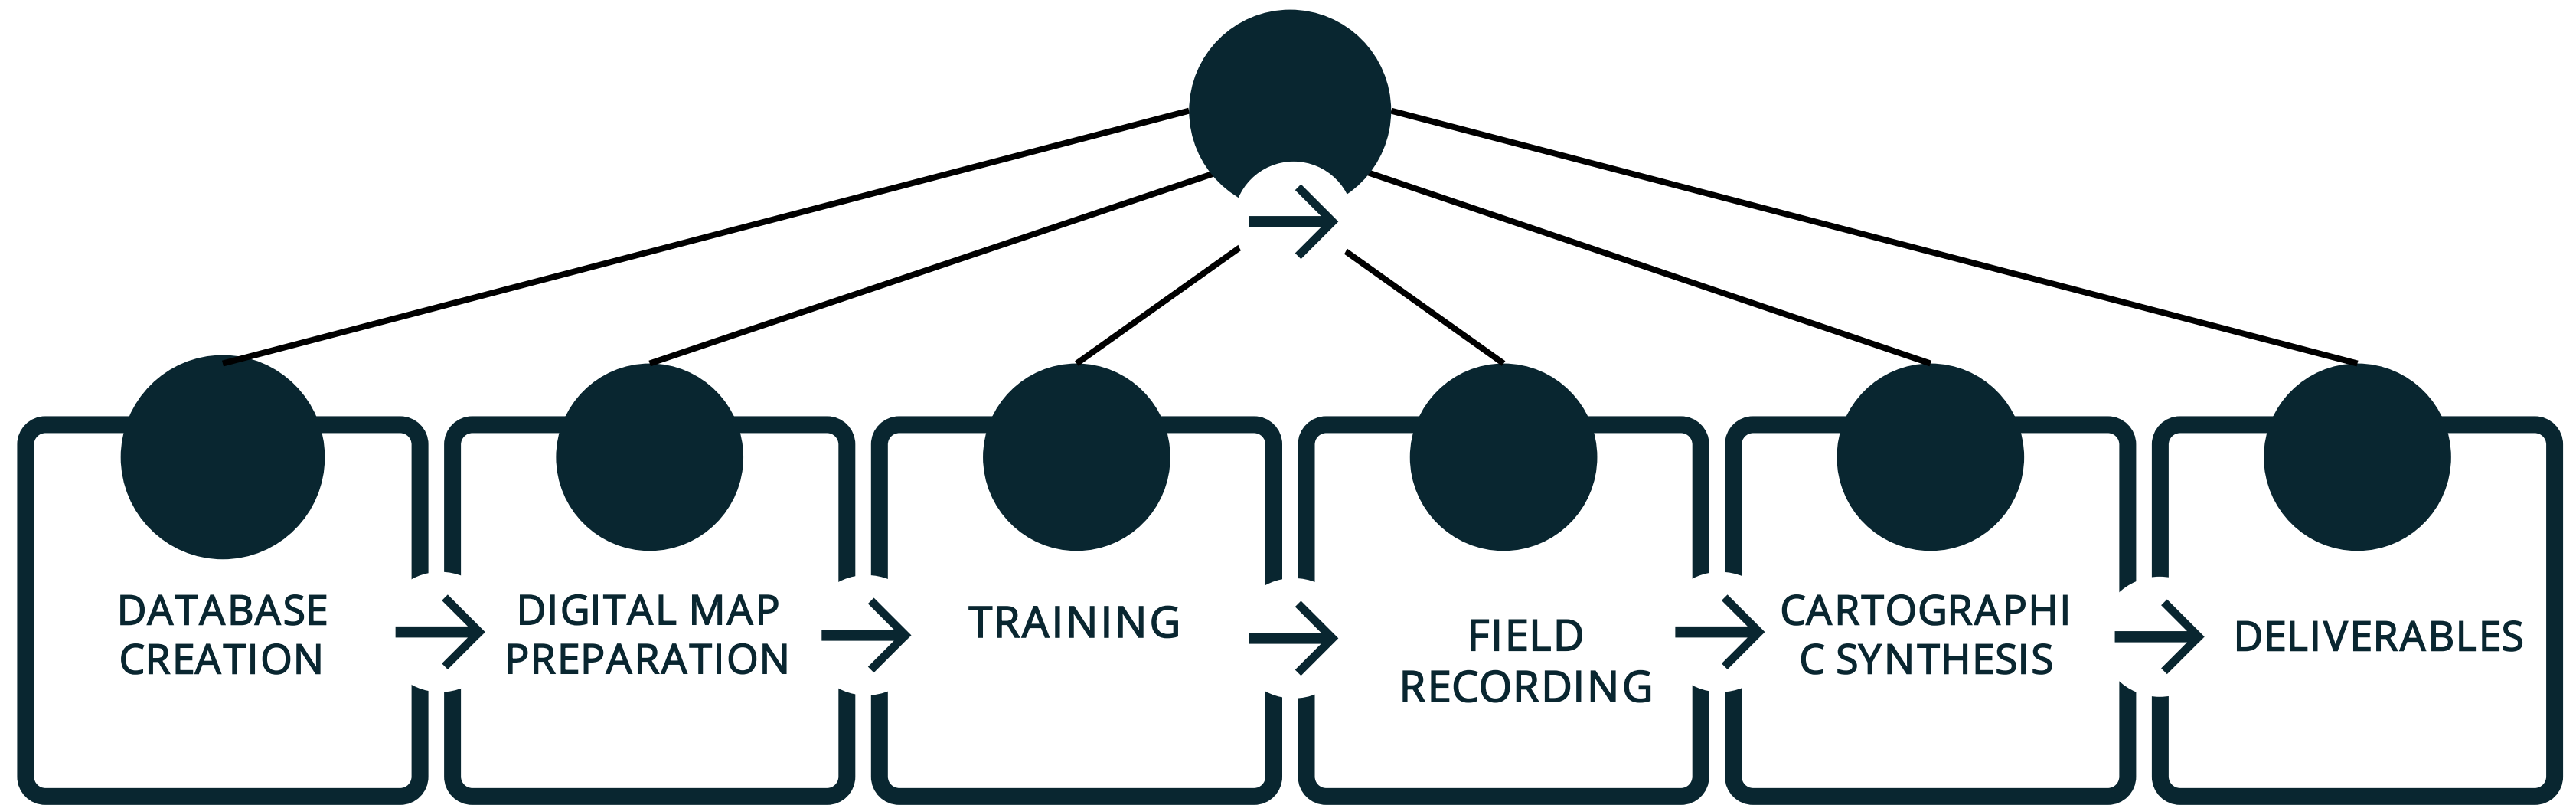 DATABASE
CREATION
DIGITAL MAP
PREPARATION
TRAINING
FIELD
RECORDING
CARTOGRAPHI
C SYNTHESIS
DELIVERABLES